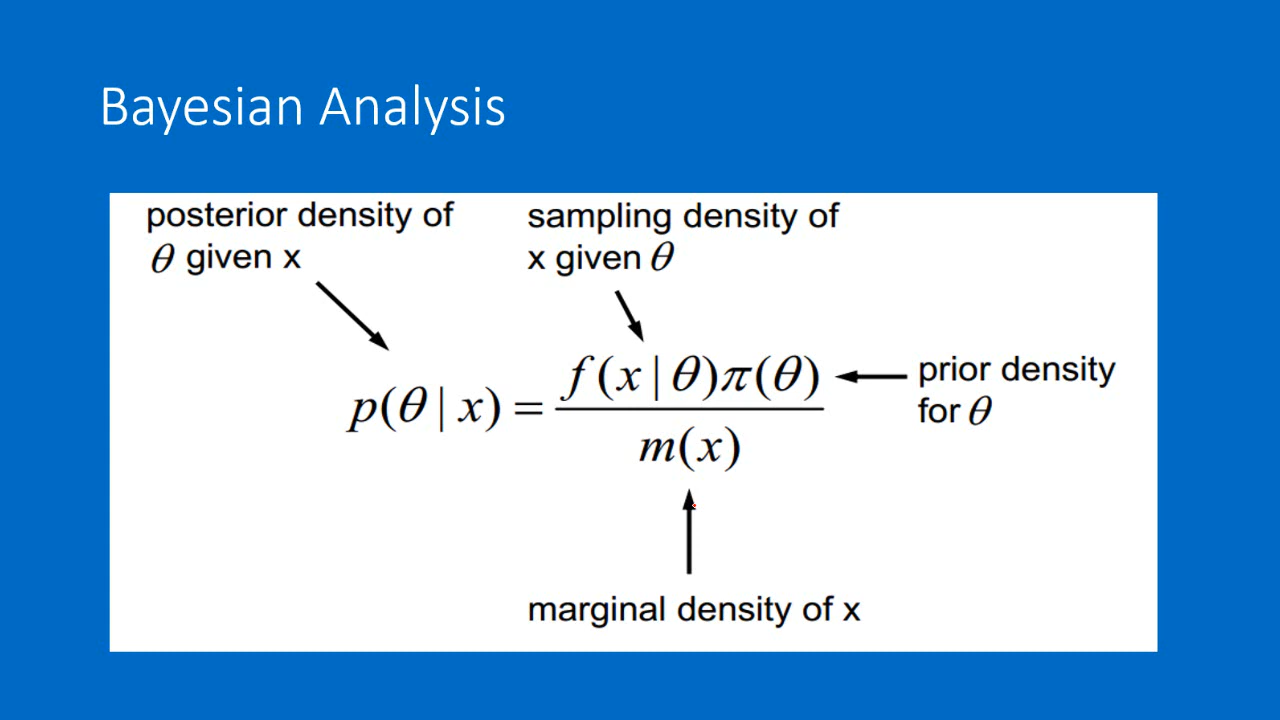 Bayesian Analysis
posterior density of
θ given x
sampling density of
x given θ
p(θ | x) = f(x | θ)π(θ) / m(x)
prior density
for θ
marginal density of x